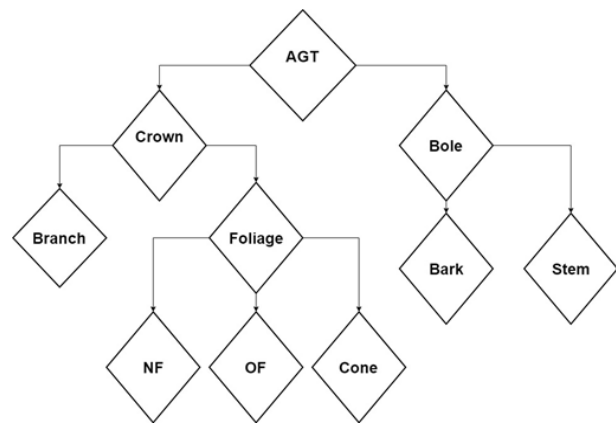 AGT
Crown
Bole
Branch
Foliage
Bark
Stem
NF
OF
Cone